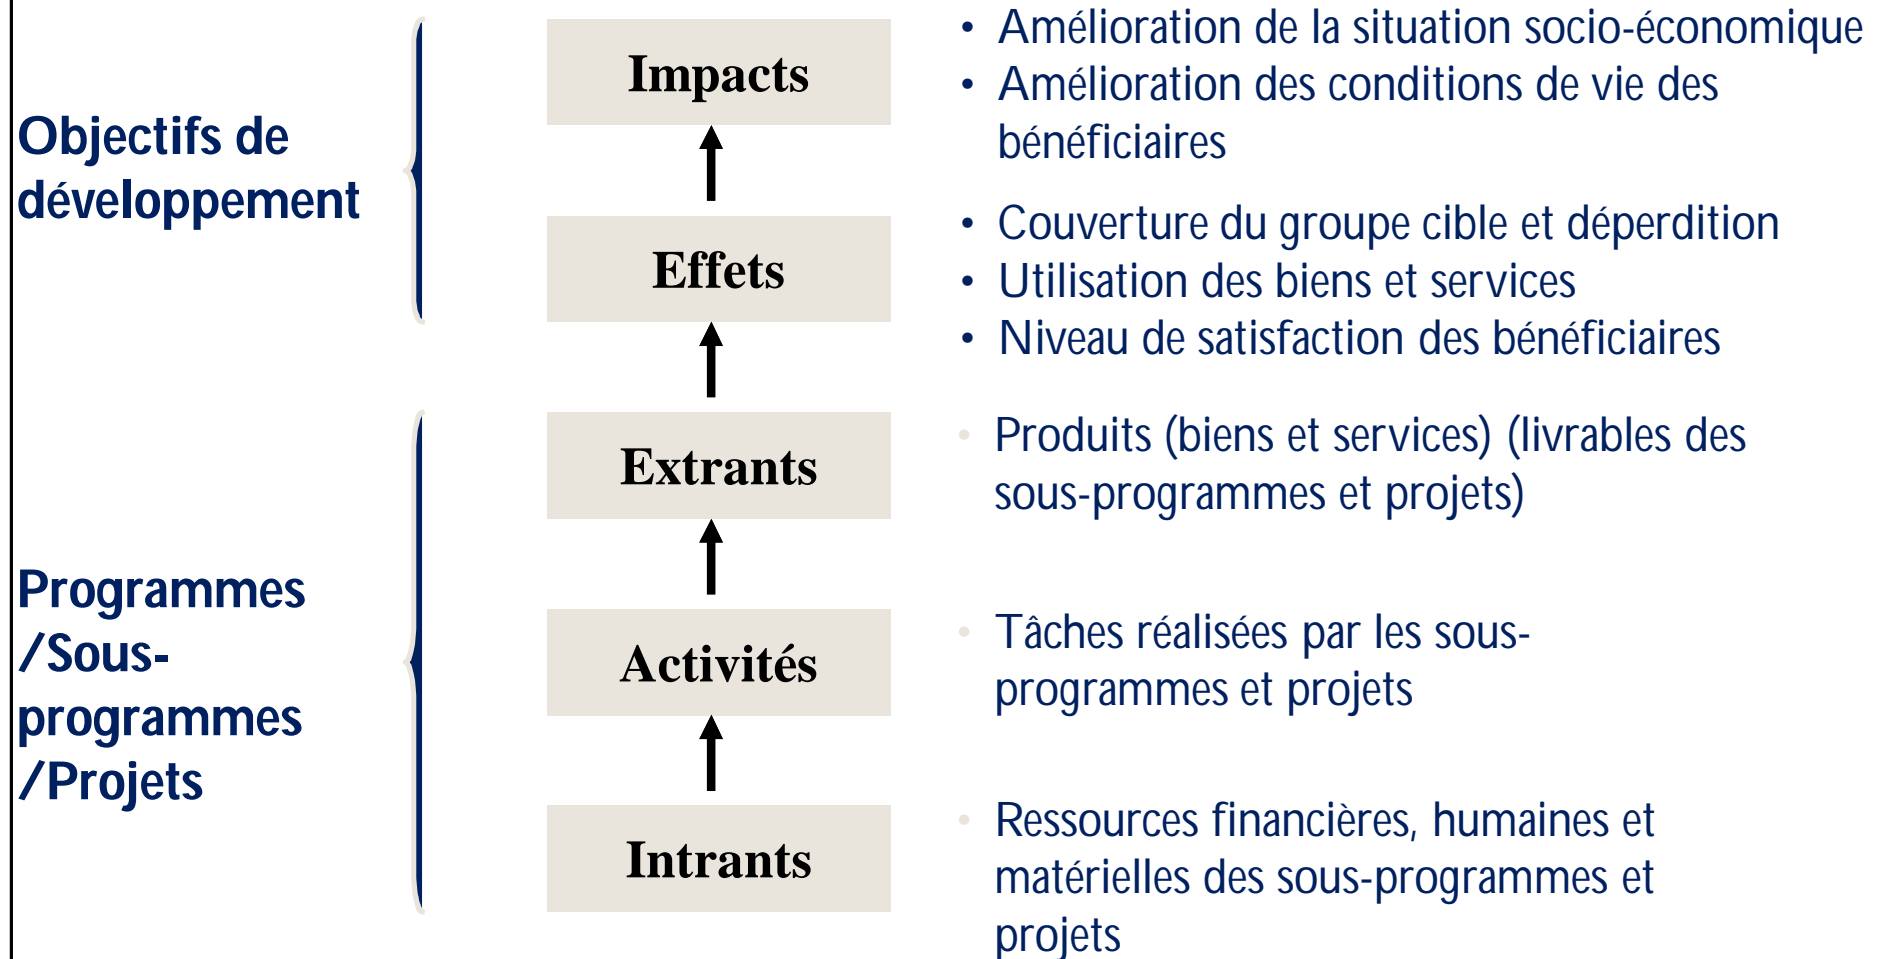 Objectifs de
développement
Impacts
• Amélioration de la situation socio-économique
• Amélioration des conditions de vie des
bénéficiaires
Effets
• Couverture du groupe cible et déperdition
• Utilisation des biens et services
• Niveau de satisfaction des bénéficiaires
Programmes
/Sous-
programmes
/Projets
Extrants
• Produits (biens et services) (livrables des
sous-programmes et projets)
Activités
• Tâches réalisées par les sous-
programmes et projets
Intrants
• Ressources financières, humaines et
matérielles des sous-programmes et
projets